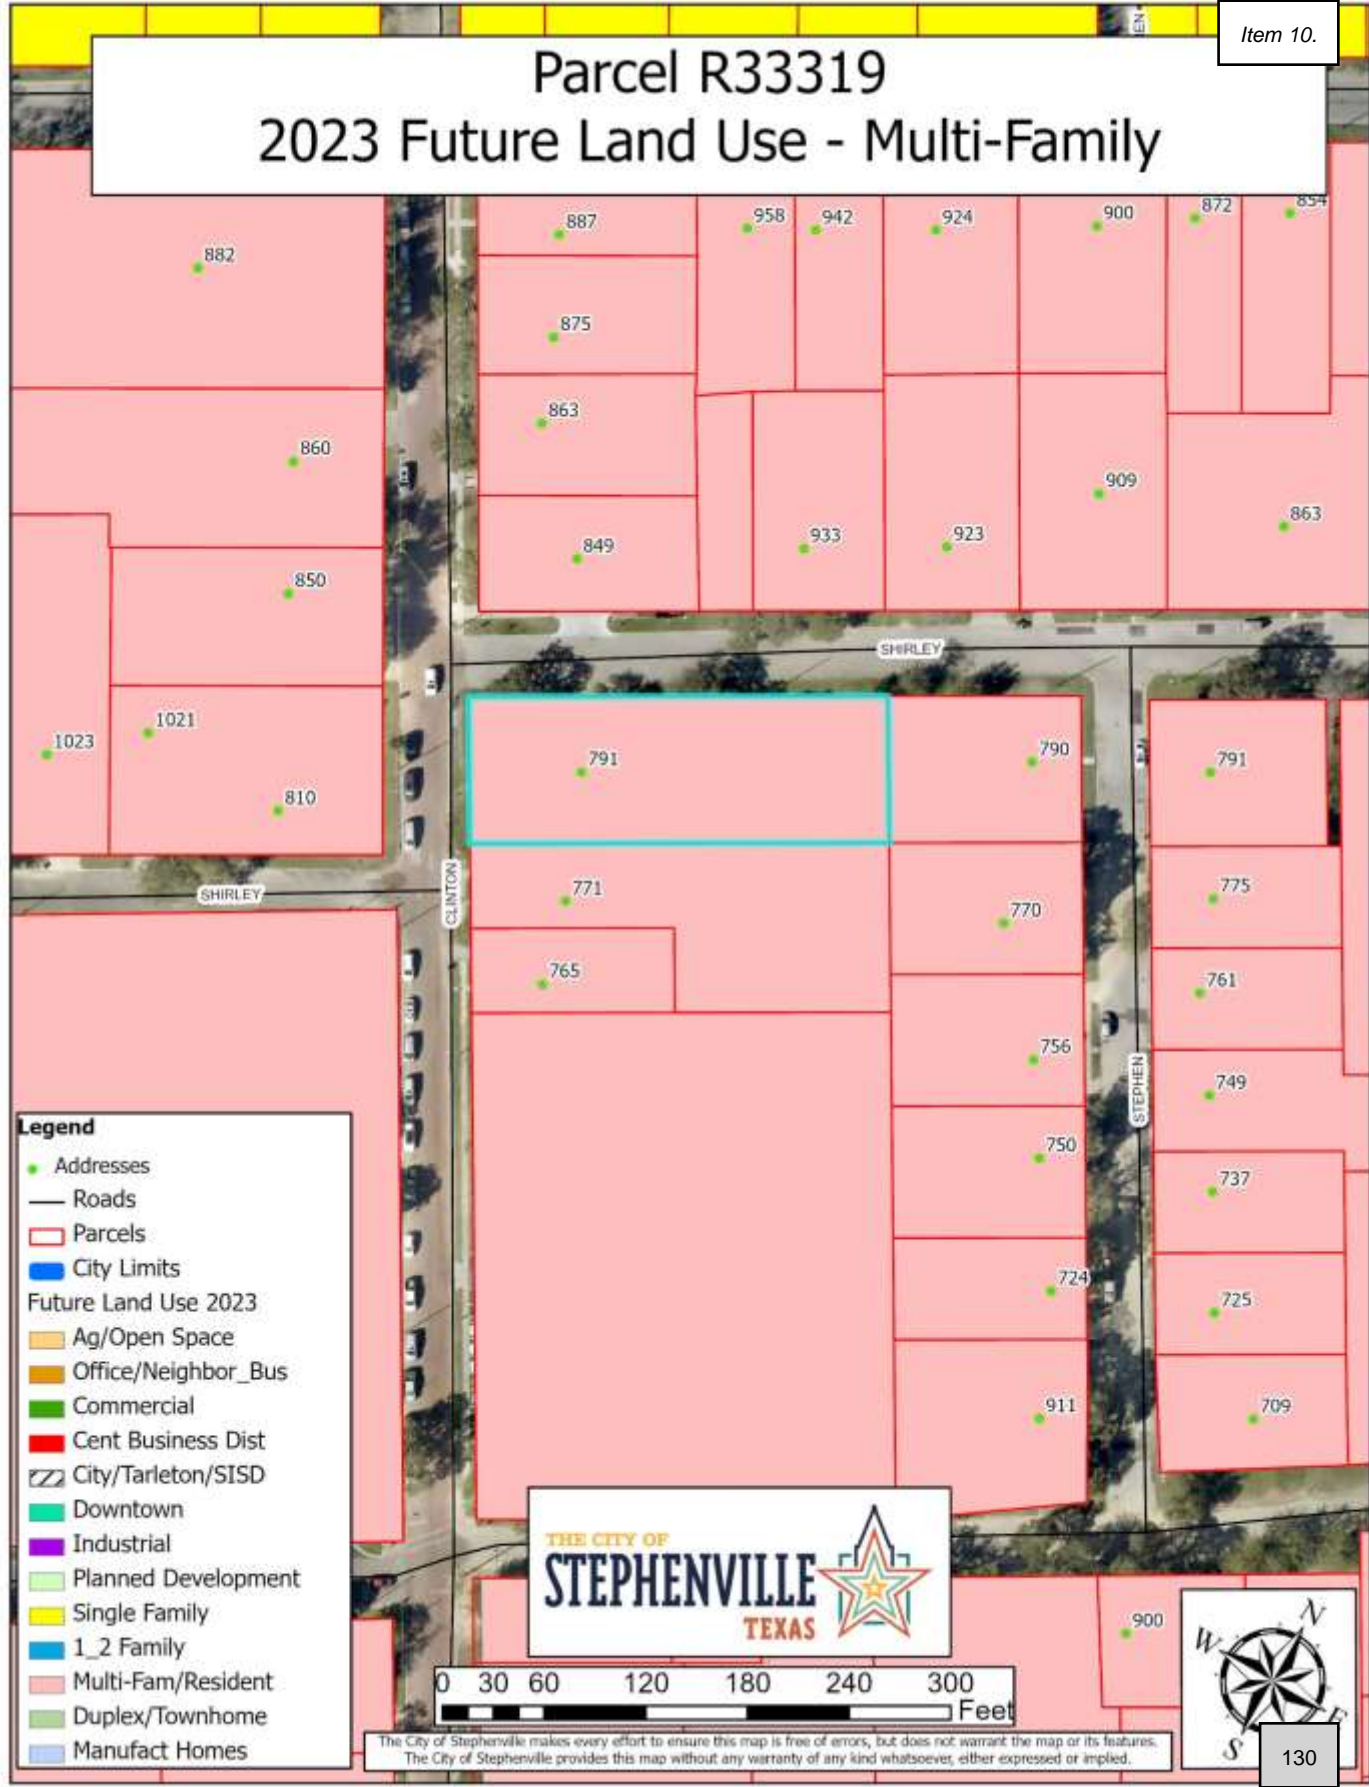 EN
Item 10.
Parcel R33319
2023 Future Land Use - Multi-Family
887
958
942
924
900
872
854
882
875
863
860
909
863
849
933
923
850
SHIRLEY
1021
1023
791
790
791
810
SHIRLEY
CLINTON
771
770
775
765
761
756
STEPHEN
749
750
737
724
725
911
709
Legend
Addresses
Roads
Parcels
City Limits
Future Land Use 2023
Ag/Open Space
Office/Neighbor_Bus
Commercial
Cent Business Dist
City/Tarleton/SISD
Downtown
Industrial
Planned Development
Single Family
1_2 Family
Multi-Fam/Resident
Duplex/Townhome
Manufact Homes
THE CITY OF
STEPHENVILLE
TEXAS
900
0 30 60 120 180 240 300
Feet
N
W
E
S
The City of Stephenville makes every effort to ensure this map is free of errors, but does not warrant the map or its features.
The City of Stephenville provides this map without any warranty of any kind whatsoever, either expressed or implied.
130